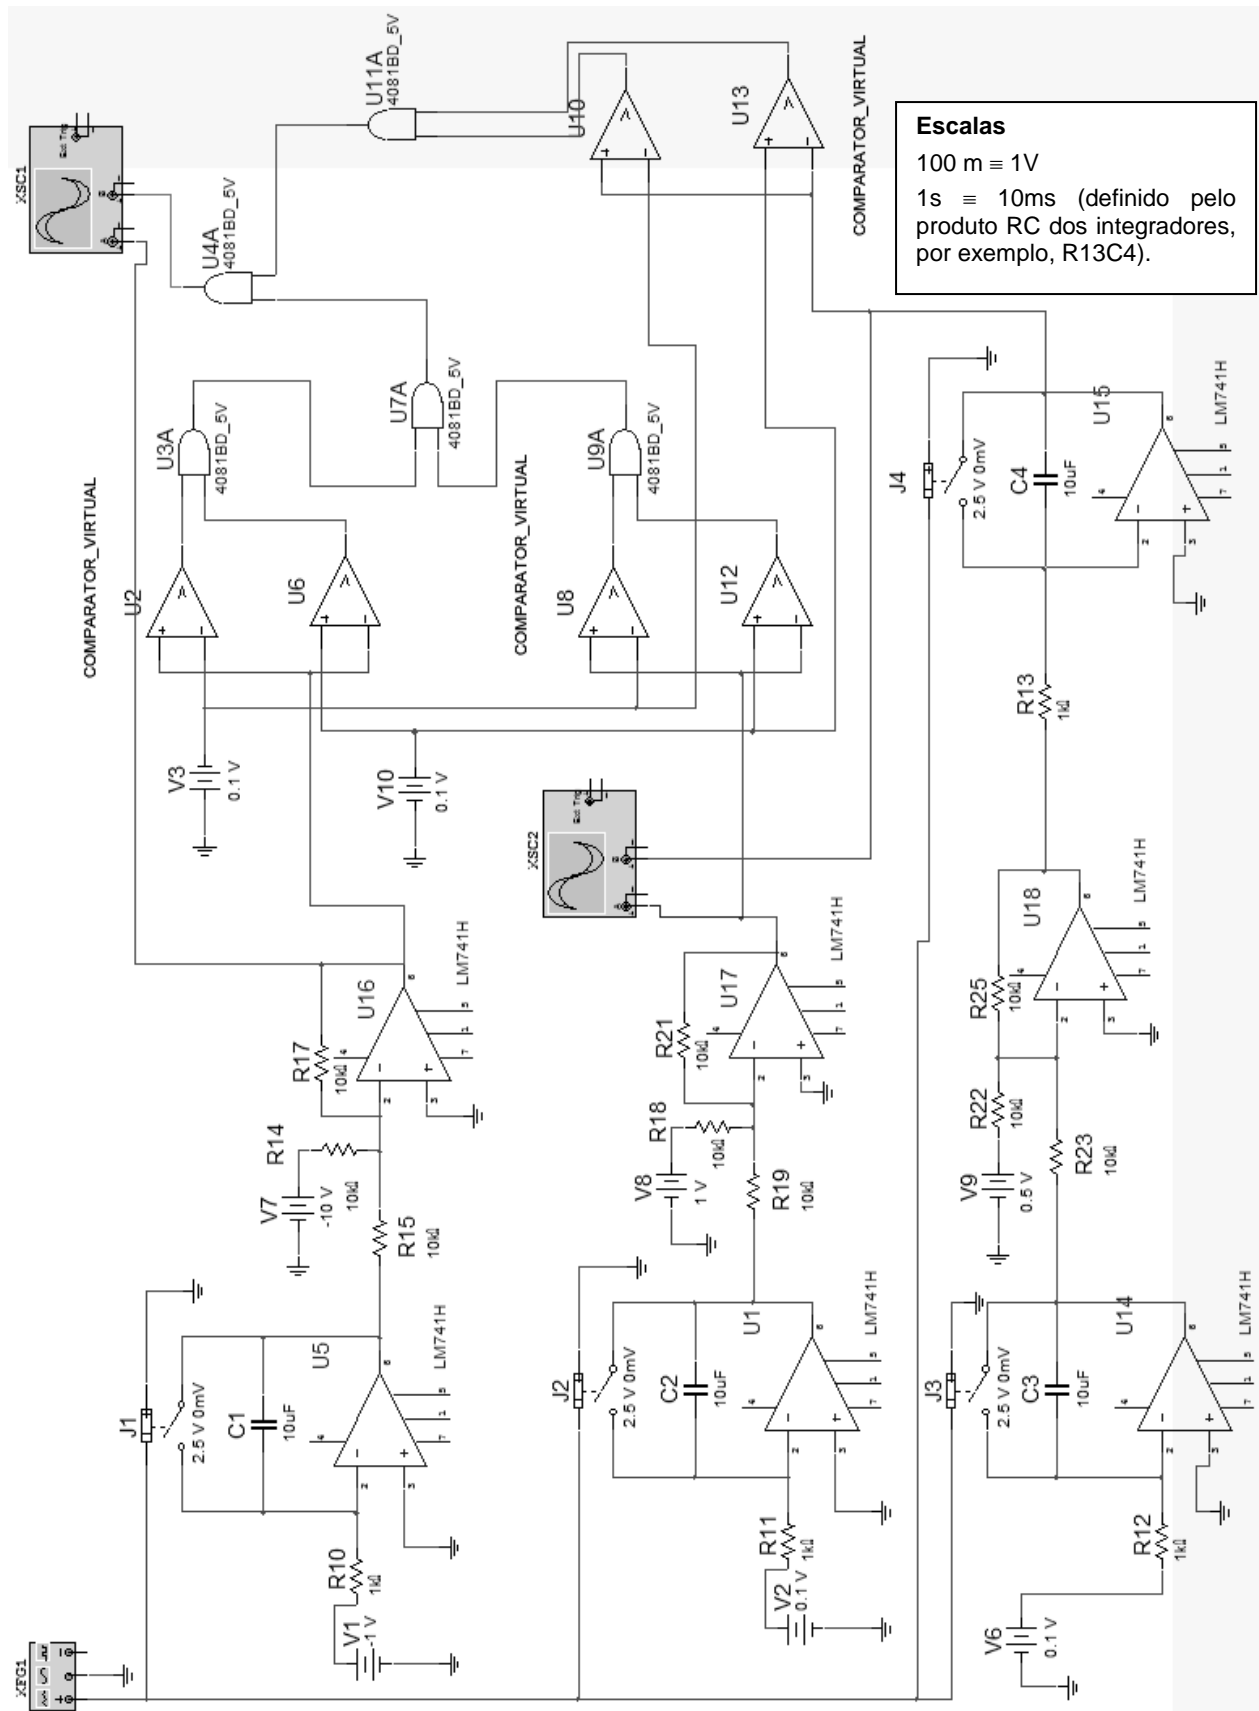 Escalas
100 m ≡ 1V
1s ≡ 10ms (definido pelo
produto RC dos integradores,
por exemplo, R13C4).
XSC1
Ext Trig
A
B
U11A
4081BD_5V
U4A
4081BD_5V
U10
U13
COMPARATOR_VIRTUAL
U3A
4081BD_5V
U7A
4081BD_5V
U9A
4081BD_5V
COMPARATOR_VIRTUAL
U2
U6
COMPARATOR_VIRTUAL
U8
U12
J4
2.5 V 0mV
C4
10uF
U15
LM741H
V3
0.1 V
V10
0.1 V
XSC2
Ext Trig
A
B
R13
1kΩ
U16
LM741H
R17
10kΩ
R14
10kΩ
V7
-10 V
R15
10kΩ
U17
LM741H
R21
10kΩ
R18
10kΩ
V8
1 V
R19
10kΩ
U18
LM741H
R25
10kΩ
R22
10kΩ
V9
0.5 V
R23
10kΩ
J1
2.5 V 0mV
C1
10uF
U5
LM741H
R10
1kΩ
V1
-1 V
J2
2.5 V 0mV
C2
10uF
U1
LM741H
R11
1kΩ
V2
0.1 V
J3
2.5 V 0mV
C3
10uF
U14
LM741H
R12
1kΩ
V6
0.1 V
XFG1